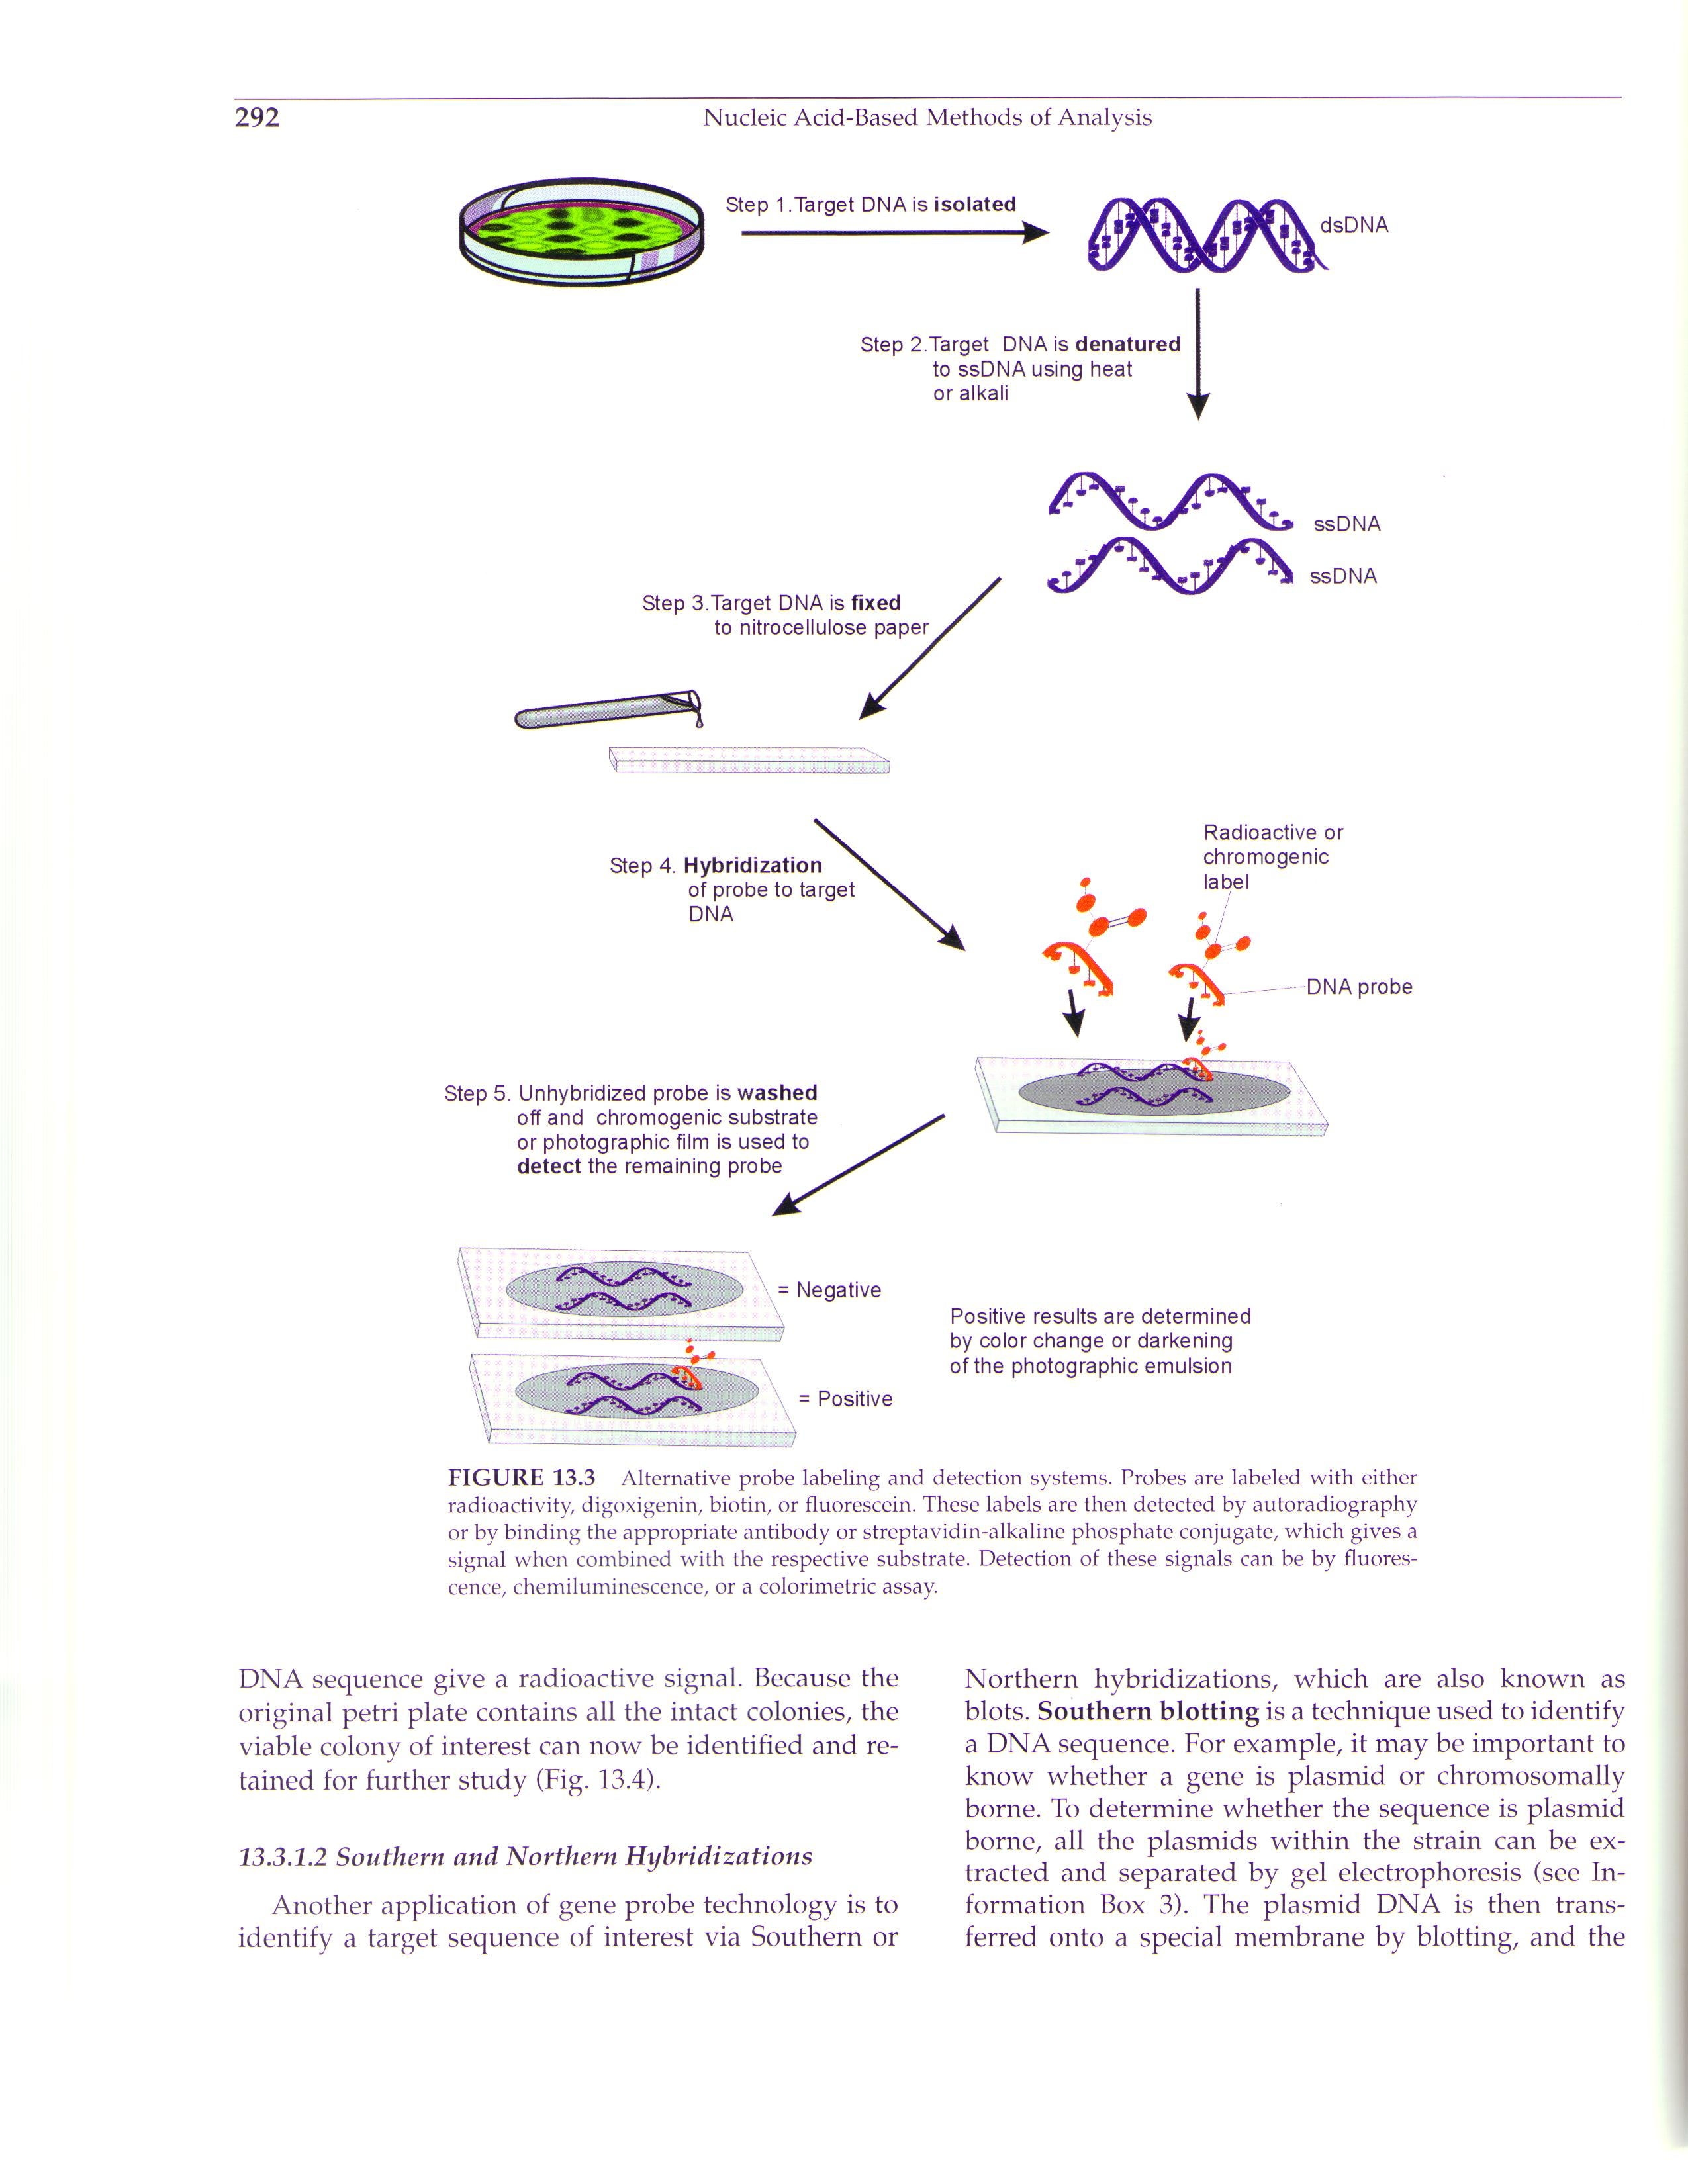 292
Nucleic Acid-Based Methods of Analysis
Step 1.Target DNA is isolated
dsDNA
Step 2.Target DNA is denatured
to ssDNA using heat
or alkali
ssDNA
ssDNA
Step 3.Target DNA is fixed
to nitrocellulose paper
Radioactive or
chromogenic
label
Step 4. Hybridization
of probe to target
DNA
DNA probe
Step 5. Unhybridized probe is washed
off and chromogenic substrate
or photographic film is used to
detect the remaining probe
= Negative
Positive results are determined
by color change or darkening
of the photographic emulsion
= Positive
FIGURE 13.3 Alternative probe labeling and detection systems. Probes are labeled with either
radioactivity, digoxigenin, biotin, or fluorescein. These labels are then detected by autoradiography
or by binding the appropriate antibody or streptavidin-alkaline phosphate conjugate, which gives a
signal when combined with the respective substrate. Detection of these signals can be by fluores-
cence, chemiluminescence, or a colorimetric assay.
DNA sequence give a radioactive signal. Because the
original petri plate contains all the intact colonies, the
viable colony of interest can now be identified and re-
tained for further study (Fig. 13.4).
13.3.1.2 Southern and Northern Hybridizations
Another application of gene probe technology is to
identify a target sequence of interest via Southern or
Northern hybridizations, which are also known as
blots. Southern blotting is a technique used to identify
a DNA sequence. For example, it may be important to
know whether a gene is plasmid or chromosomally
borne. To determine whether the sequence is plasmid
borne, all the plasmids within the strain can be ex-
tracted and separated by gel electrophoresis (see In-
formation Box 3). The plasmid DNA is then trans-
ferred onto a special membrane by blotting, and the